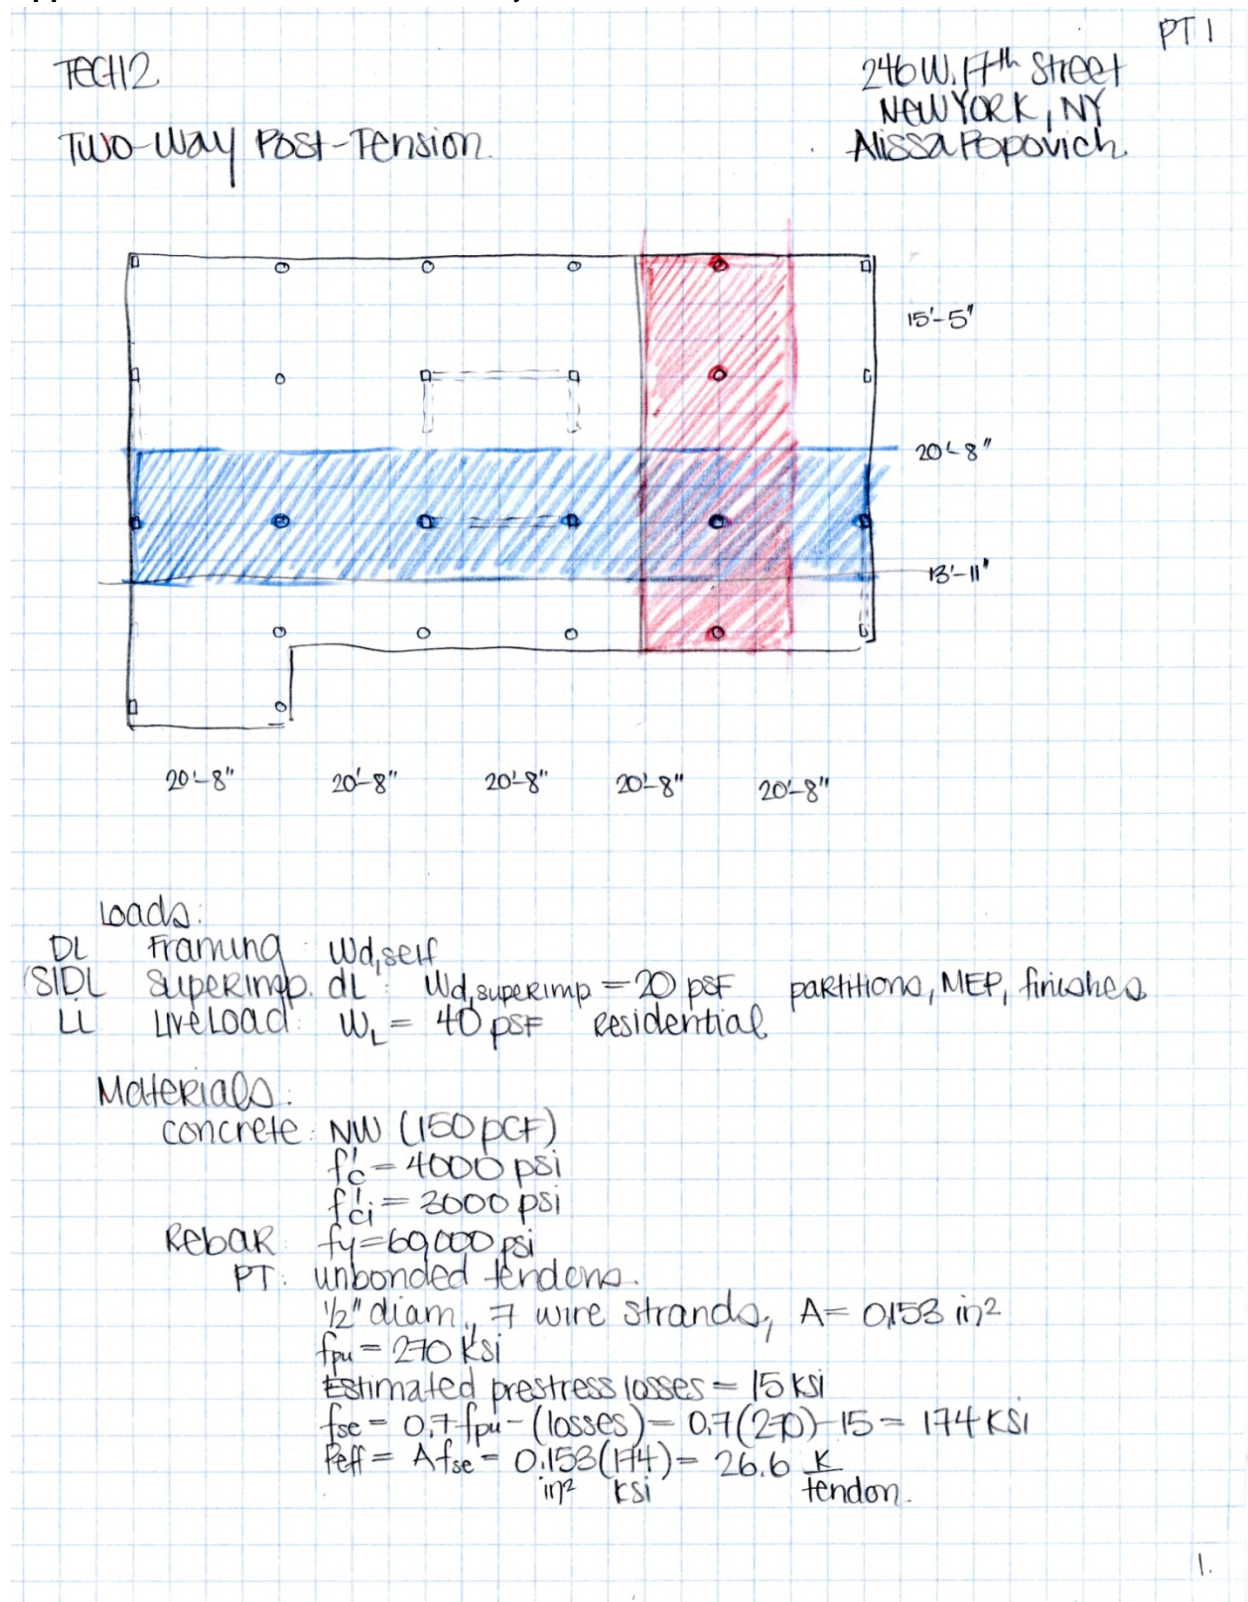 PT 1
TECH 2
246 W. 17th Street
NEW YORK, NY
Two-Way Post-Tension.
Alissa Popovich.
15'-5"
20'-8"
13'-11"
20'-8" 20'-8" 20'-8" 20'-8" 20'-8"
Loads:
DL Framing: Wd,self
SIDL Superimp. dL: Wd,superimp = 20 psf partitions, MEP, finishes
LL Live Load: WL = 40 psf Residential
Materials:
concrete: NW (150 pcf)
f'c = 4000 psi
f'ci = 3000 psi
Rebar: fy = 60,000 psi
PT: unbonded tendons.
1/2" diam., 7 wire strands, A = 0.153 in2
fpu = 270 ksi
Estimated prestress losses = 15 ksi
fse = 0.7 fpu - (losses) = 0.7(270) - 15 = 174 ksi
Peff = A fse = 0.153(174) = 26.6 K
in2 ksi tendon.
1.